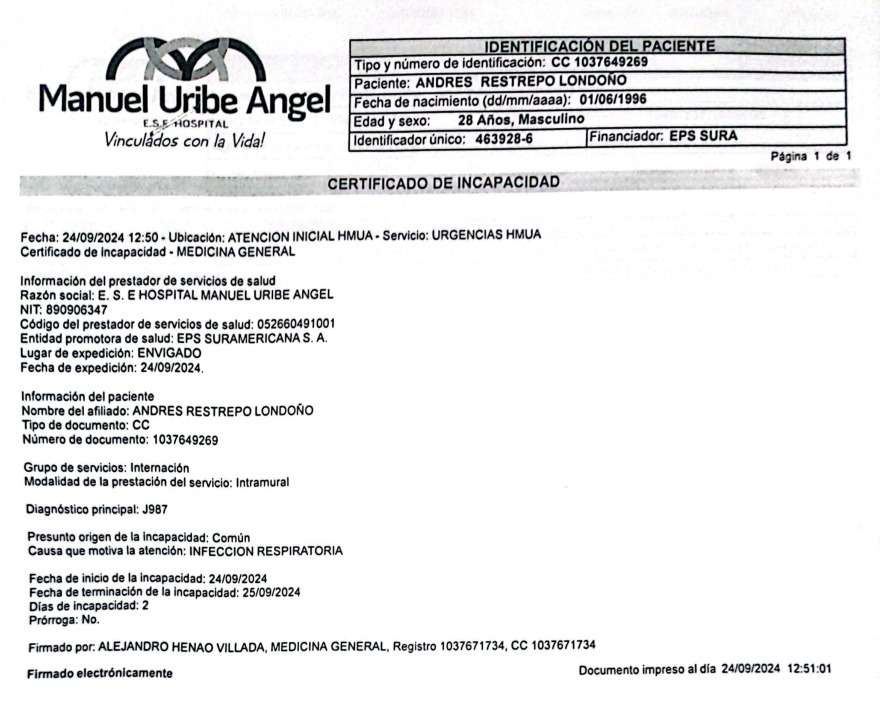 Manuel Uribe Angel
E.S.E HOSPITAL
Vinculados con la Vida!
IDENTIFICACIÓN DEL PACIENTE
Tipo y número de identificación: CC 1037649269
Paciente: ANDRES RESTREPO LONDOÑO
Fecha de nacimiento (dd/mm/aaaa): 01/06/1996
Edad y sexo: 28 Años, Masculino
Identificador único: 463928-6 Financiador: EPS SURA
Página 1 de 1
CERTIFICADO DE INCAPACIDAD
Fecha: 24/09/2024 12:50 - Ubicación: ATENCION INICIAL HMUA - Servicio: URGENCIAS HMUA
Certificado de incapacidad - MEDICINA GENERAL
Información del prestador de servicios de salud
Razón social: E. S. E HOSPITAL MANUEL URIBE ANGEL
NIT: 890906347
Código del prestador de servicios de salud: 052660491001
Entidad promotora de salud: EPS SURAMERICANA S. A.
Lugar de expedición: ENVIGADO
Fecha de expedición: 24/09/2024.
Información del paciente
Nombre del afiliado: ANDRES RESTREPO LONDOÑO
Tipo de documento: CC
Número de documento: 1037649269
Grupo de servicios: Internación
Modalidad de la prestación del servicio: Intramural
Diagnóstico principal: J987
Presunto origen de la incapacidad: Común
Causa que motiva la atención: INFECCION RESPIRATORIA
Fecha de inicio de la incapacidad: 24/09/2024
Fecha de terminación de la incapacidad: 25/09/2024
Días de incapacidad: 2
Prórroga: No.
Firmado por: ALEJANDRO HENAO VILLADA, MEDICINA GENERAL, Registro 1037671734, CC 1037671734
Firmado electrónicamente
Documento impreso al día 24/09/2024 12:51:01